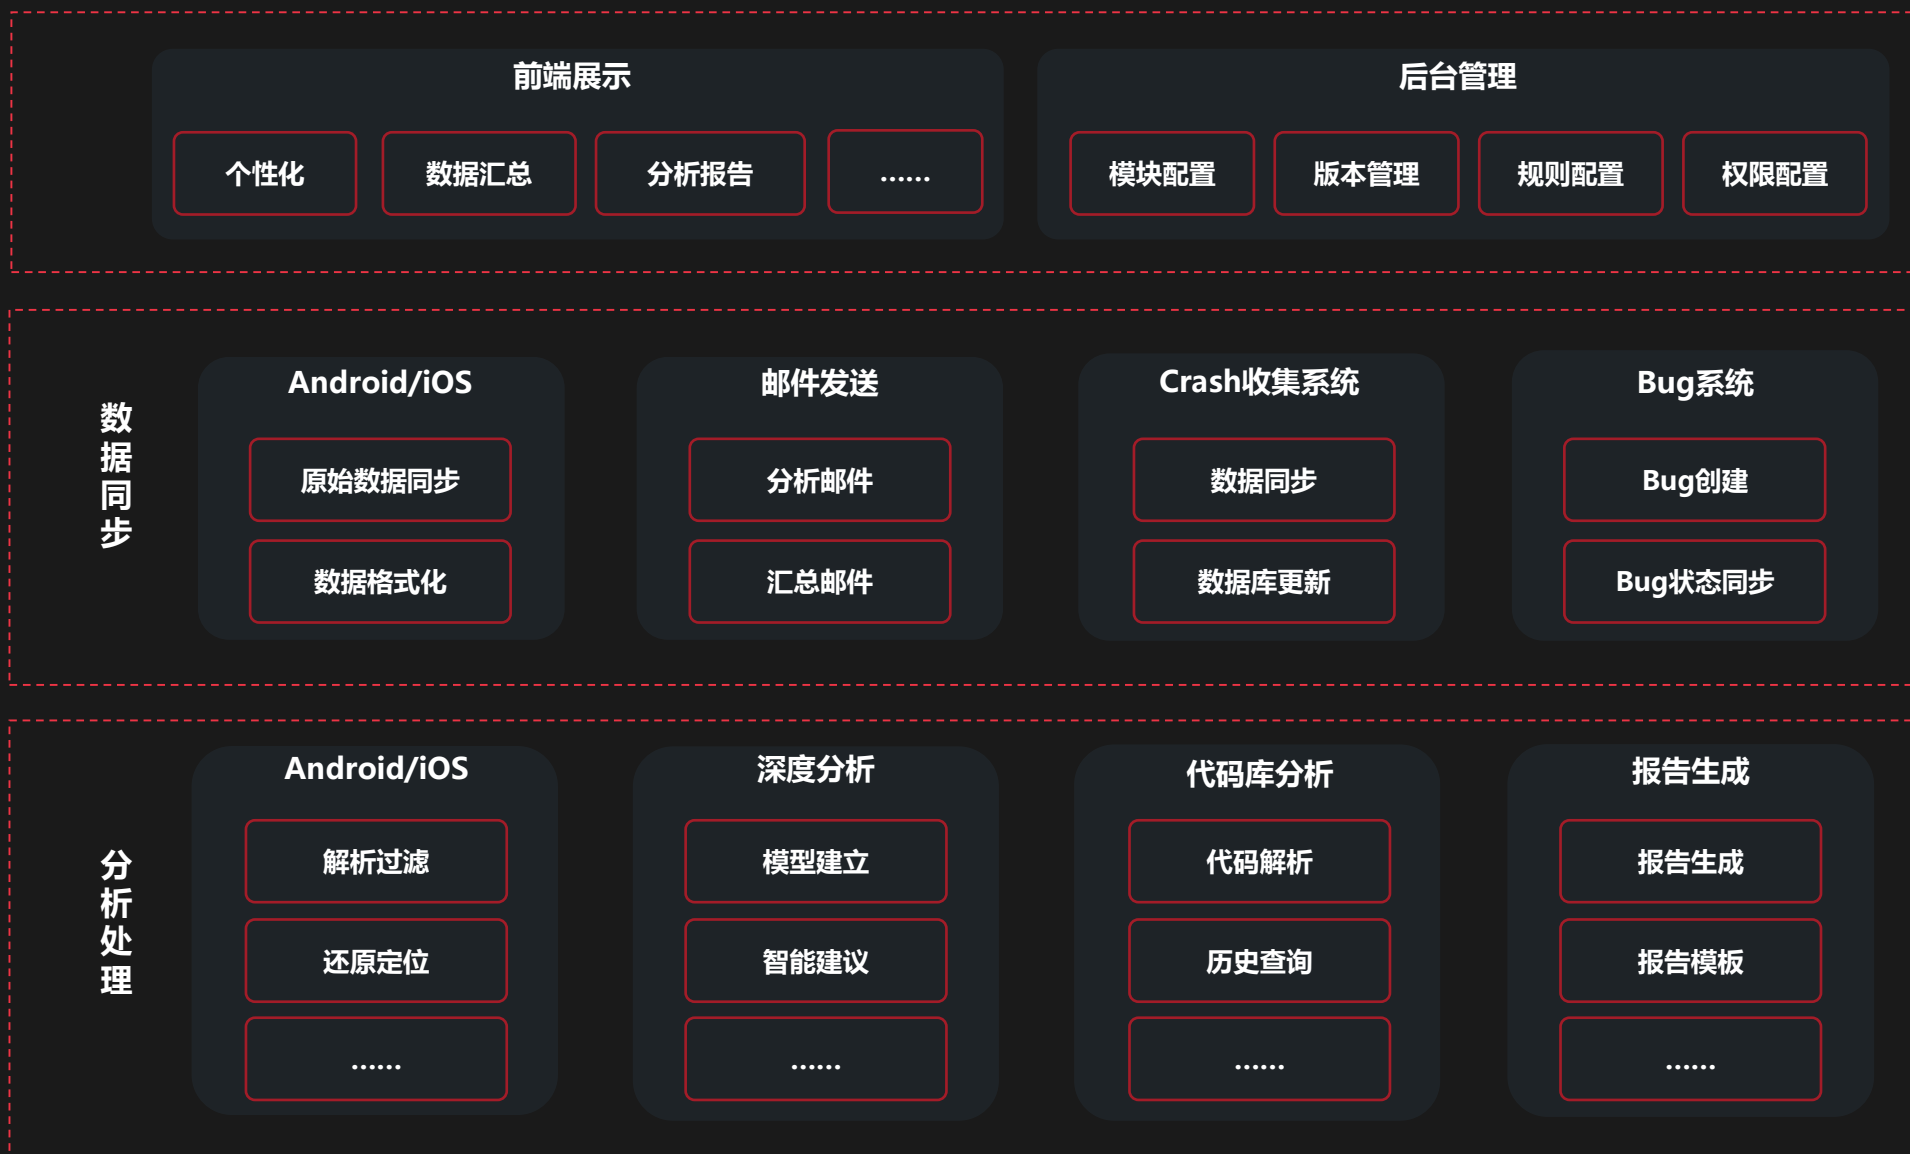 前端展示
个性化
数据汇总
分析报告
……
后台管理
模块配置
版本管理
规则配置
权限配置
数据同步
Android/iOS
原始数据同步
数据格式化
邮件发送
分析邮件
汇总邮件
Crash收集系统
数据同步
数据库更新
Bug系统
Bug创建
Bug状态同步
分析处理
Android/iOS
解析过滤
还原定位
……
深度分析
模型建立
智能建议
……
代码库分析
代码解析
历史查询
……
报告生成
报告生成
报告模板
……